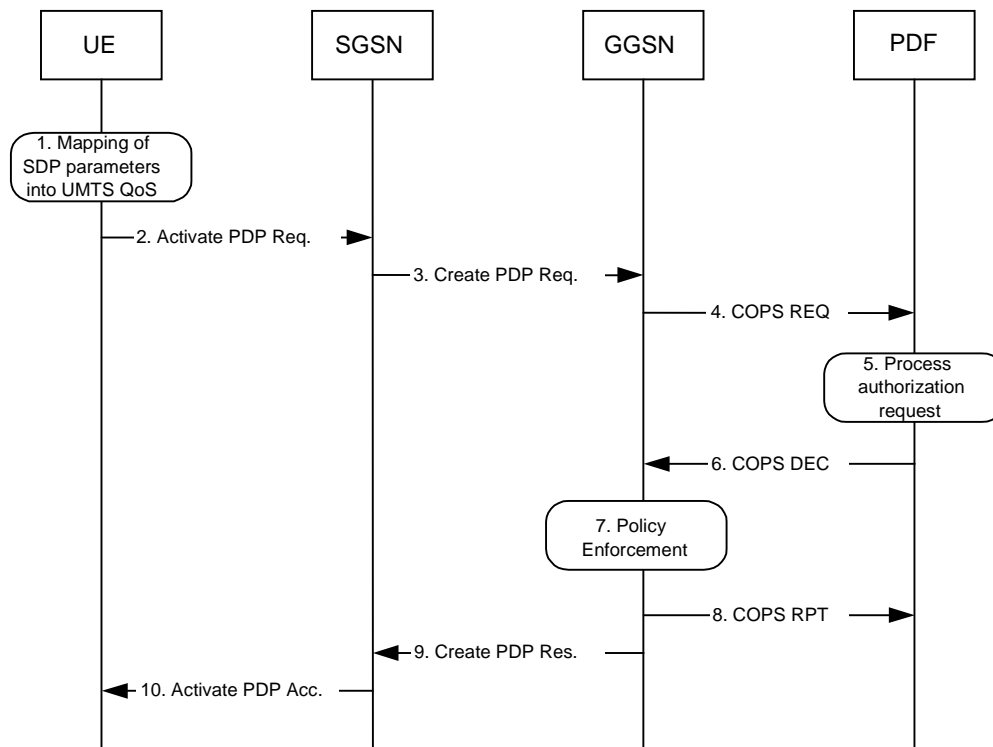 UE
SGSN
GGSN
PDF
1. Mapping of
SDP parameters
into UMTS QoS
2. Activate PDP Req.
3. Create PDP Req.
4. COPS REQ
5. Process
authorization
request
6. COPS DEC
7. Policy
Enforcement
8. COPS RPT
9. Create PDP Res.
10. Activate PDP Acc.